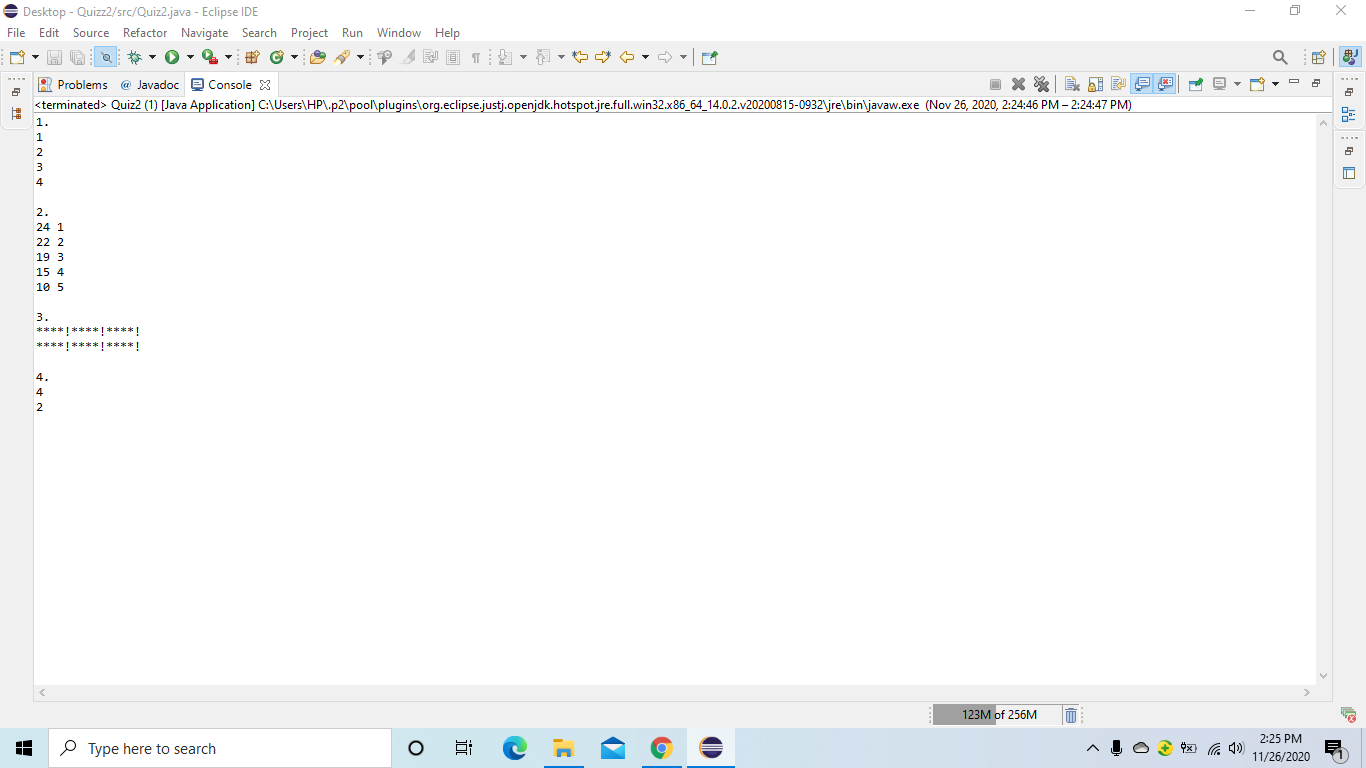 Desktop - Quizz2/src/Quiz2.java - Eclipse IDE
File Edit Source Refactor Navigate Search Project Run Window Help
Problems @ Javadoc Console
<terminated> Quiz2 (1) [Java Application] C:\Users\HP\.p2\pool\plugins\org.eclipse.justj.openjdk.hotspot.jre.full.win32.x86_64_14.0.2.v20200815-0932\jre\bin\javaw.exe (Nov 26, 2020, 2:24:46 PM – 2:24:47 PM)
1.
1
2
3
4
2.
24 1
22 2
19 3
15 4
10 5
3.
****!****!****!
****!****!****!
4.
4
2
123M of 256M
Type here to search
2:25 PM
11/26/2020
1